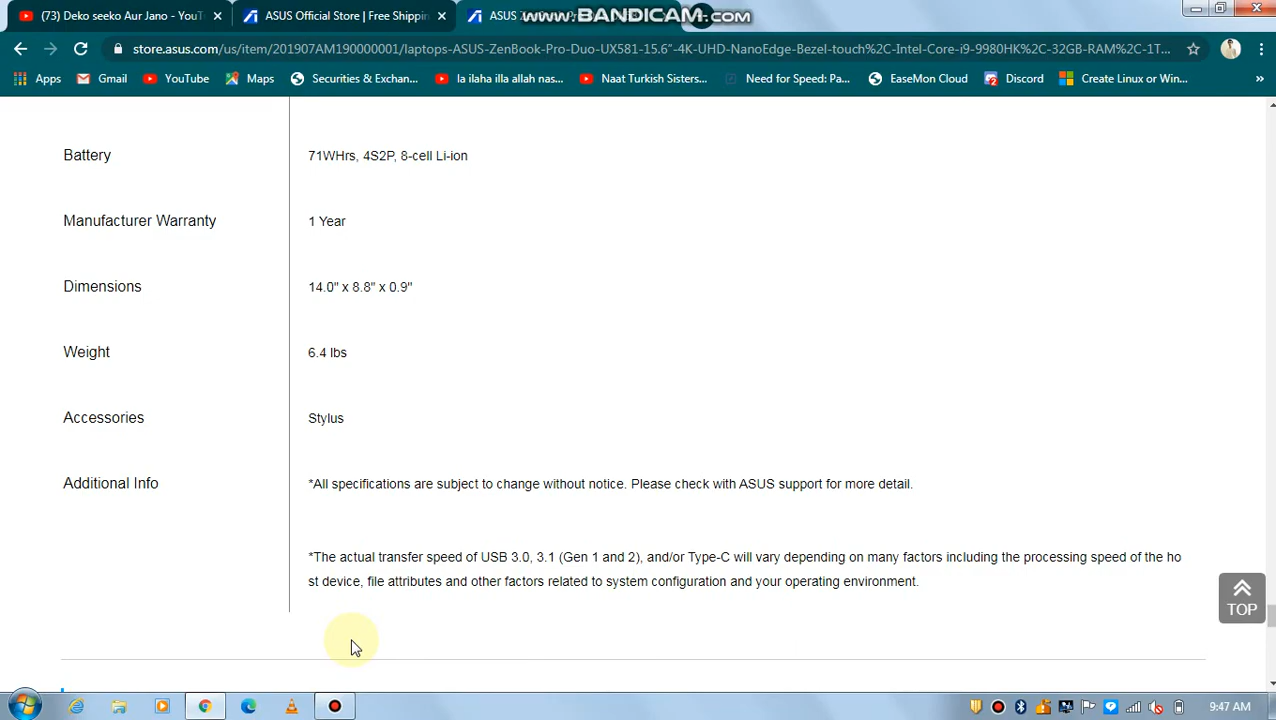 (73) Deko seeko Aur Jano - YouT
ASUS Official Store | Free Shippin
ASUS Z
WWW.BANDICAM.COM
store.asus.com/us/item/201907AM190000001/laptops-ASUS-ZenBook-Pro-Duo-UX581-15.6"-4K-UHD-NanoEdge-Bezel-touch%2C-Intel-Core-i9-9980HK%2C-32GB-RAM%2C-1T...
Apps
Gmail
YouTube
Maps
Securities & Exchan...
la ilaha illa allah nas...
Naat Turkish Sisters...
Need for Speed: Pa...
EaseMon Cloud
Discord
Create Linux or Win...
Battery
71WHrs, 4S2P, 8-cell Li-ion
Manufacturer Warranty
1 Year
Dimensions
14.0" x 8.8" x 0.9"
Weight
6.4 lbs
Accessories
Stylus
Additional Info
*All specifications are subject to change without notice. Please check with ASUS support for more detail.
*The actual transfer speed of USB 3.0, 3.1 (Gen 1 and 2), and/or Type-C will vary depending on many factors including the processing speed of the ho
st device, file attributes and other factors related to system configuration and your operating environment.
TOP
9:47 AM